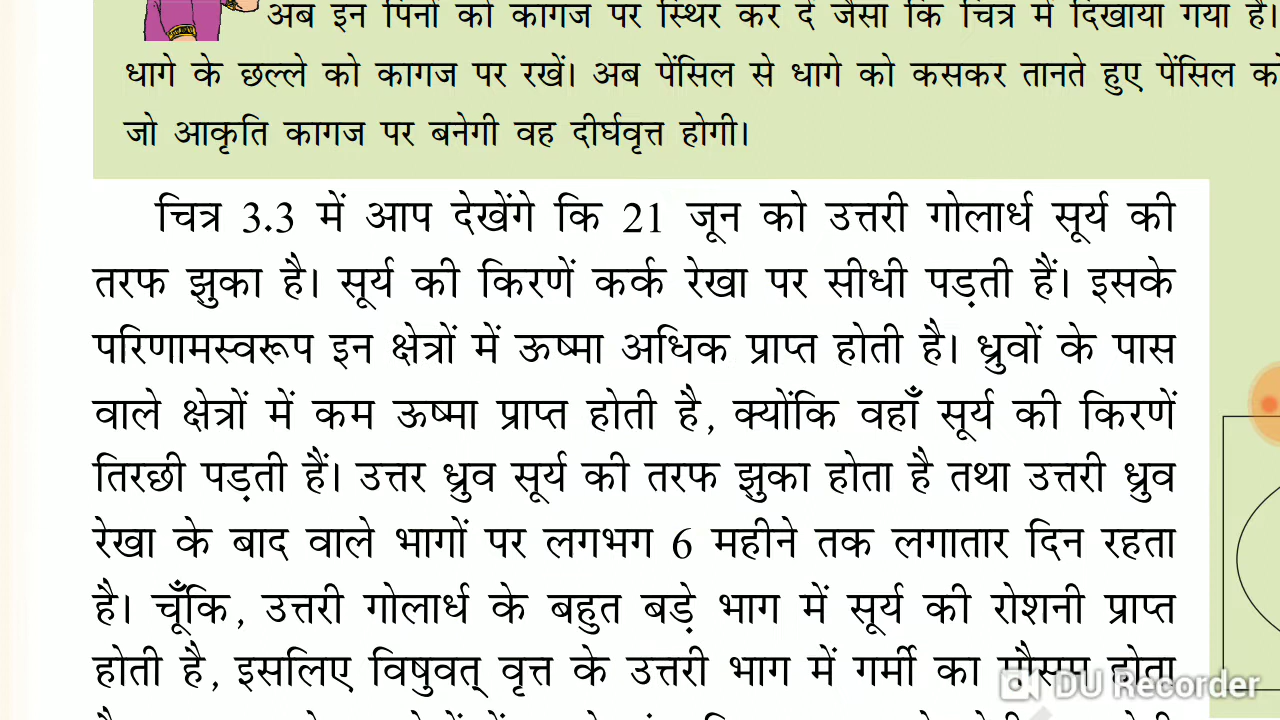 अब इन पिनों को कागज पर स्थिर कर दें जैसा कि चित्र में दिखाया गया है।
धागे के छल्ले को कागज पर रखें। अब पेंसिल से धागे को कसकर तानते हुए पेंसिल को
जो आकृति कागज पर बनेगी वह दीर्घवृत्त होगी।
चित्र 3.3 में आप देखेंगे कि 21 जून को उत्तरी गोलार्ध सूर्य की
तरफ झुका है। सूर्य की किरणें कर्क रेखा पर सीधी पड़ती हैं। इसके
परिणामस्वरूप इन क्षेत्रों में ऊष्मा अधिक प्राप्त होती है। ध्रुवों के पास
वाले क्षेत्रों में कम ऊष्मा प्राप्त होती है, क्योंकि वहाँ सूर्य की किरणें
तिरछी पड़ती हैं। उत्तर ध्रुव सूर्य की तरफ झुका होता है तथा उत्तरी ध्रुव
रेखा के बाद वाले भागों पर लगभग 6 महीने तक लगातार दिन रहता
है। चूँकि, उत्तरी गोलार्ध के बहुत बड़े भाग में सूर्य की रोशनी प्राप्त
होती है, इसलिए विषुवत् वृत्त के उत्तरी भाग में गर्मी का मौसम होता
DU Recorder